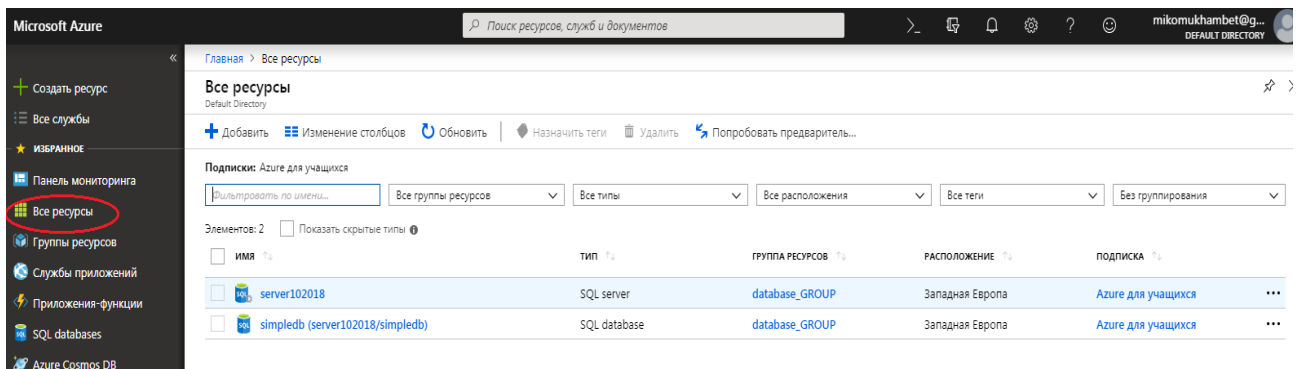 Microsoft Azure
Поиск ресурсов, служб и документов
mikomukhambet@g...
DEFAULT DIRECTORY
Создать ресурс
Все службы
ИЗБРАННОЕ
Панель мониторинга
Все ресурсы
Группы ресурсов
Службы приложений
Приложения-функции
SQL databases
Azure Cosmos DB
Главная > Все ресурсы
Все ресурсы
Default Directory
Добавить Изменение столбцов Обновить Назначить теги Удалить Попробовать предваритель...
Подписки: Azure для учащихся
Фильтровать по имени... Все группы ресурсов Все типы Все расположения Все теги Без группирования
Элементов: 2 Показать скрытые типы
ИМЯ ТИП ГРУППА РЕСУРСОВ РАСПОЛОЖЕНИЕ ПОДПИСКА
server102018 SQL server database_GROUP Западная Европа Azure для учащихся
simpledb (server102018/simpledb) SQL database database_GROUP Западная Европа Azure для учащихся